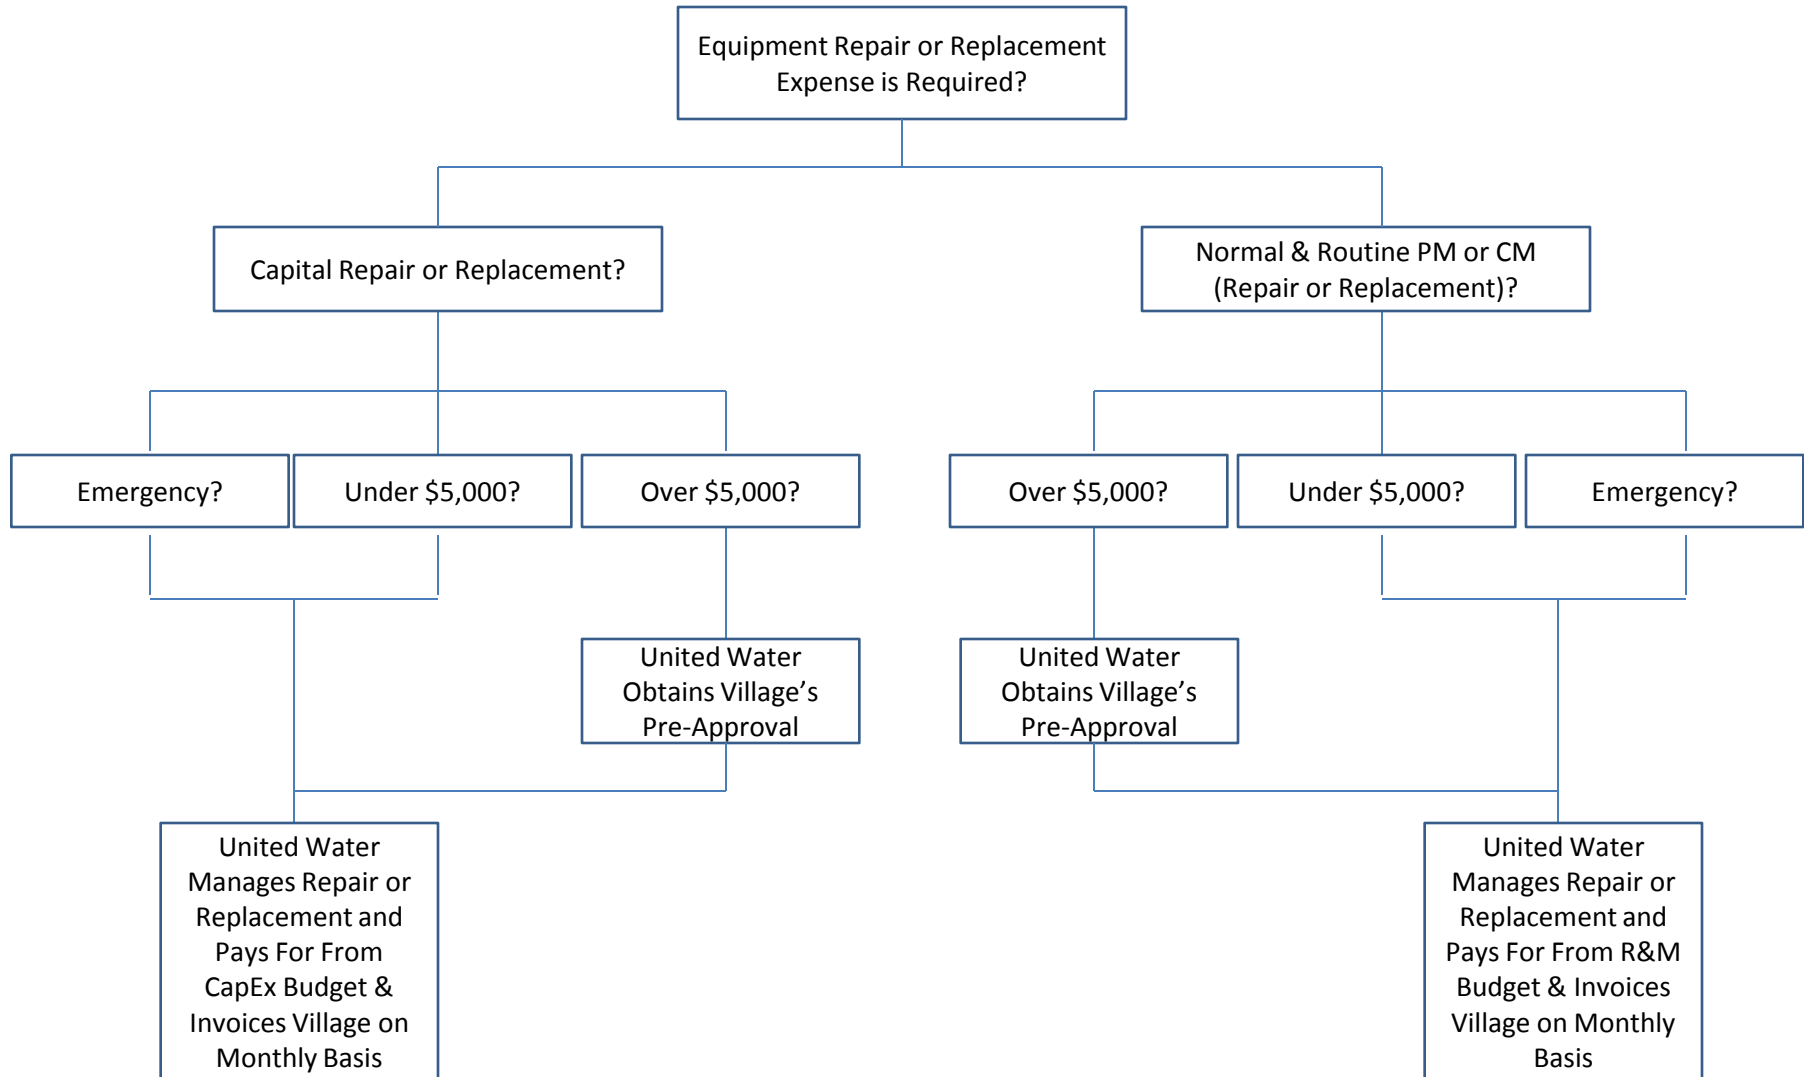 Equipment Repair or Replacement
Expense is Required?
Capital Repair or Replacement?
Normal & Routine PM or CM
(Repair or Replacement)?
Emergency?
Under $5,000?
Over $5,000?
Over $5,000?
Under $5,000?
Emergency?
United Water
Obtains Village’s
Pre-Approval
United Water
Obtains Village’s
Pre-Approval
United Water
Manages Repair or
Replacement and
Pays For From
CapEx Budget &
Invoices Village on
Monthly Basis
United Water
Manages Repair or
Replacement and
Pays For From R&M
Budget & Invoices
Village on Monthly
Basis